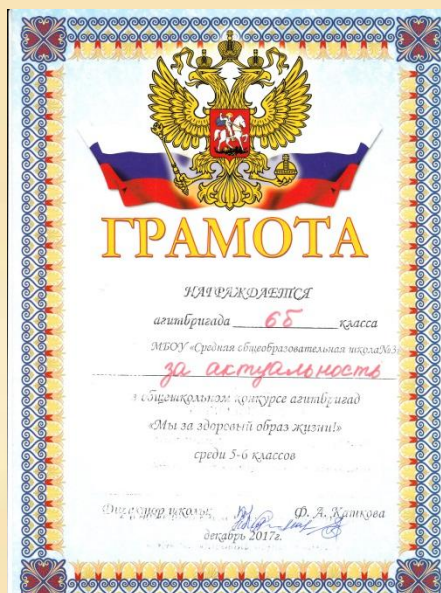 ГРАМОТА
НАГРАЖДАЕТСЯ
агитбригада 6б класса
МБОУ «Средняя общеобразовательная школа№3»
за актуальность
в общешкольном конкурсе агитбригад
«Мы за здоровый образ жизни!»
среди 5-6 классов
Директор школы: Ф. А. Каткова
декабрь 2017г.